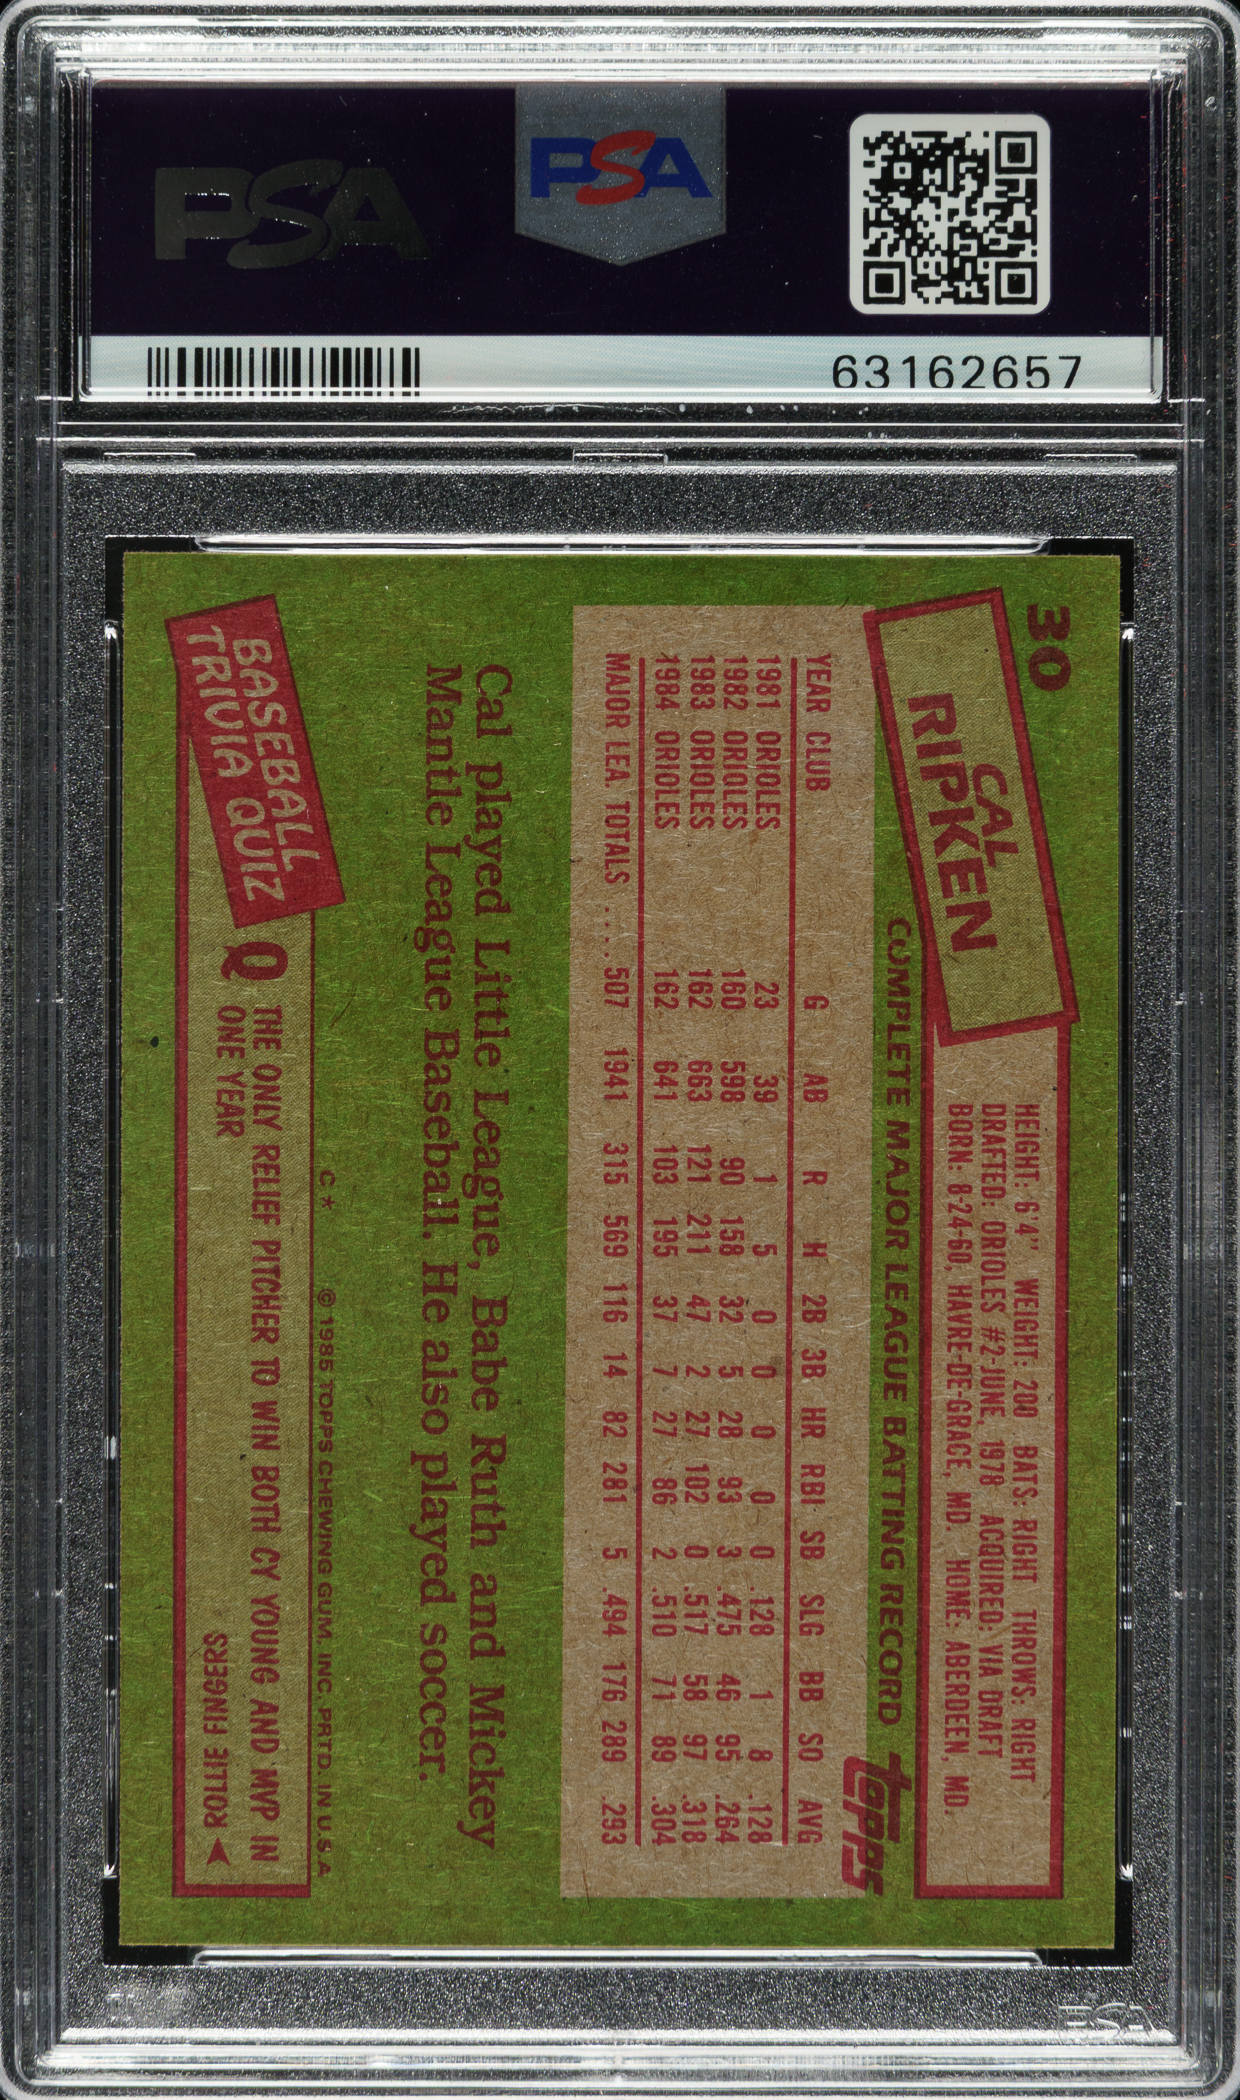 PSA
PSA
63162657
30
CAL
RIPKEN
HEIGHT: 6'4" WEIGHT: 200 BATS: RIGHT THROWS: RIGHT
DRAFTED: ORIOLES #2-JUNE, 1978 ACQUIRED: VIA DRAFT
BORN: 8-24-60, HAVRE-DE-GRACE, MD. HOME: ABERDEEN, MD.
COMPLETE MAJOR LEAGUE BATTING RECORD
topps
YEAR CLUB G AB R H 2B 3B HR RBI SB SLG BB SO AVG
1981 ORIOLES 23 39 1 5 0 0 0 0 0 .128 1 8 .128
1982 ORIOLES 160 598 90 158 32 5 28 93 3 .475 46 95 .264
1983 ORIOLES 162 663 121 211 47 2 27 102 0 .517 58 97 .318
1984 ORIOLES 162 641 103 195 37 7 27 86 2 .510 71 89 .304
MAJOR LEA. TOTALS .... 507 1941 315 569 116 14 82 281 5 .494 176 289 .293
Cal played Little League, Babe Ruth and Mickey
Mantle League Baseball. He also played soccer.
C* © 1985 TOPPS CHEWING GUM, INC. PRTD. IN U.S.A.
BASEBALL
TRIVIA QUIZ
Q THE ONLY RELIEF PITCHER TO WIN BOTH CY YOUNG AND MVP IN
ONE YEAR
ROLLIE FINGERS
PSA